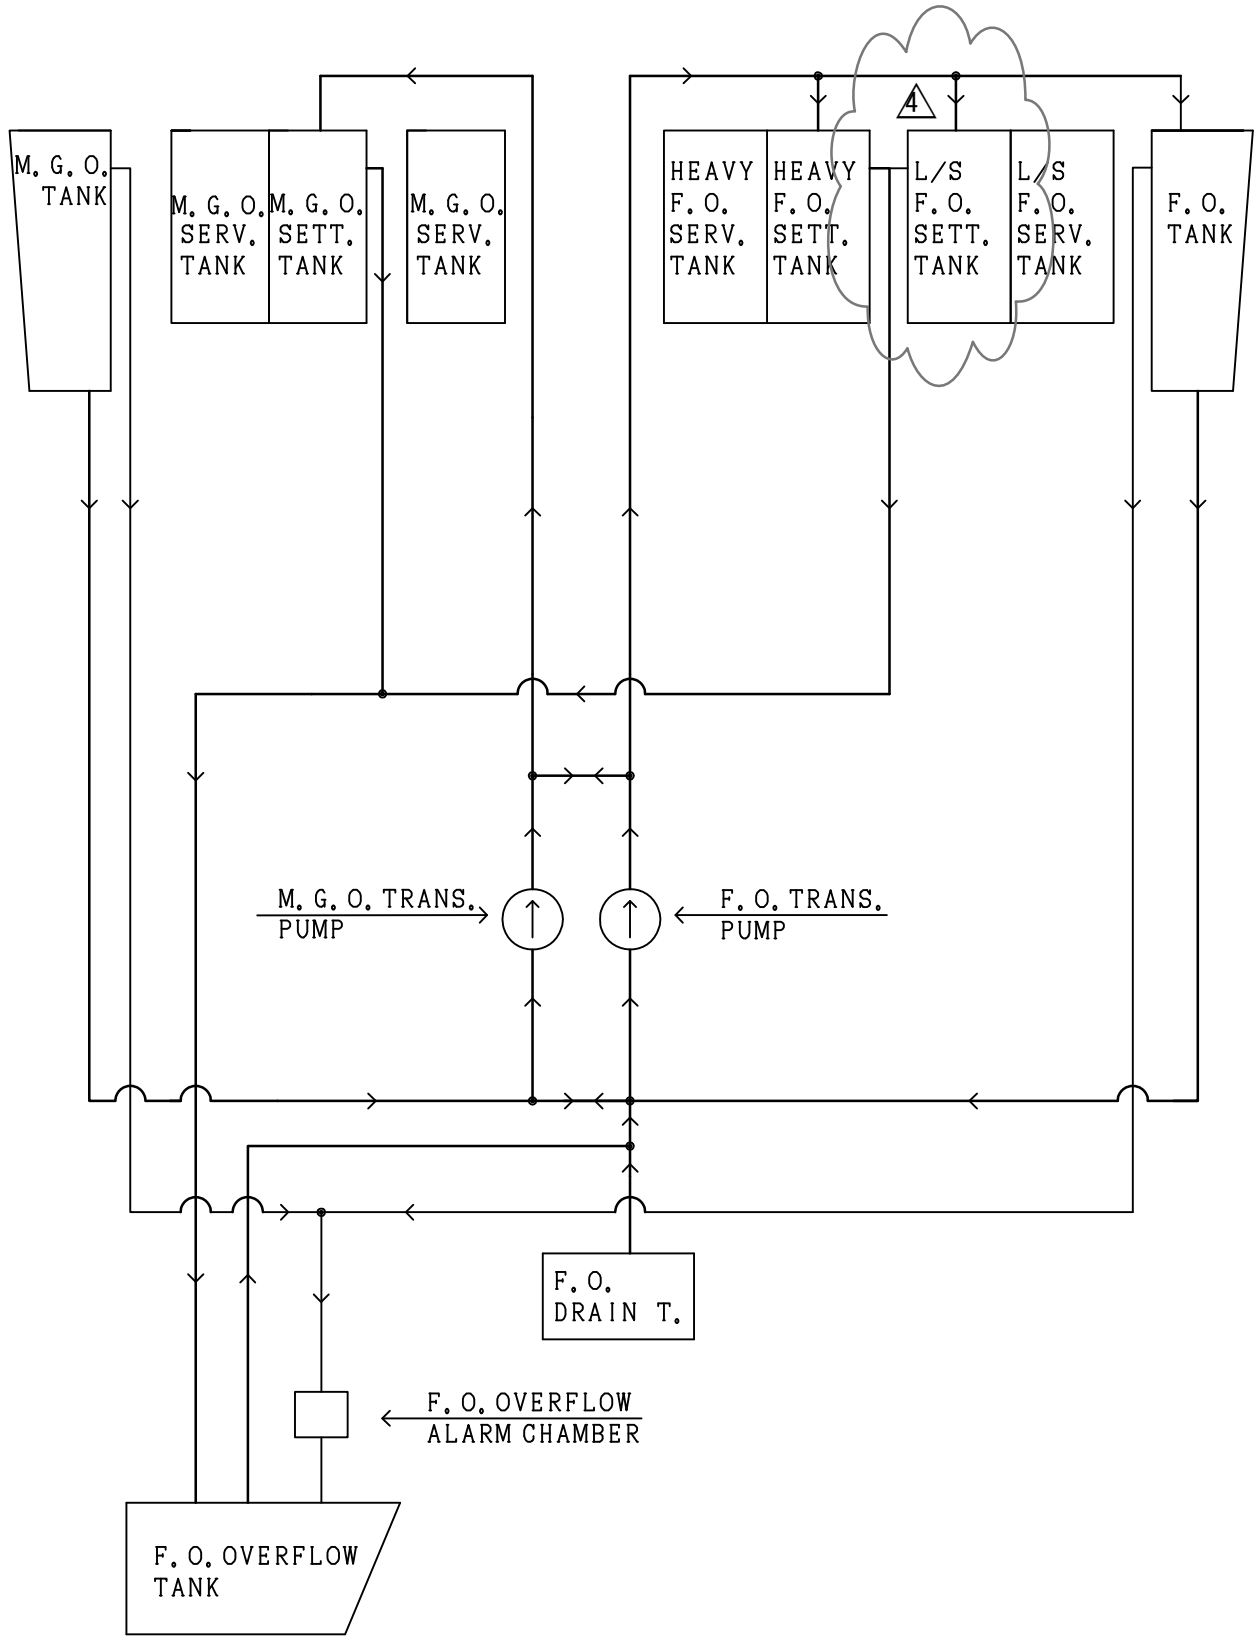 4
M. G. O.
TANK
M. G. O.
SERV.
TANK
M. G. O.
SETT.
TANK
M. G. O.
SERV.
TANK
HEAVY
F. O.
SERV.
TANK
HEAVY
F. O.
SETT.
TANK
L/S
F. O.
SETT.
TANK
L/S
F. O.
SERV.
TANK
F. O.
TANK
M. G. O. TRANS.
PUMP
F. O. TRANS.
PUMP
F. O.
DRAIN T.
F. O. OVERFLOW
ALARM CHAMBER
F. O. OVERFLOW
TANK